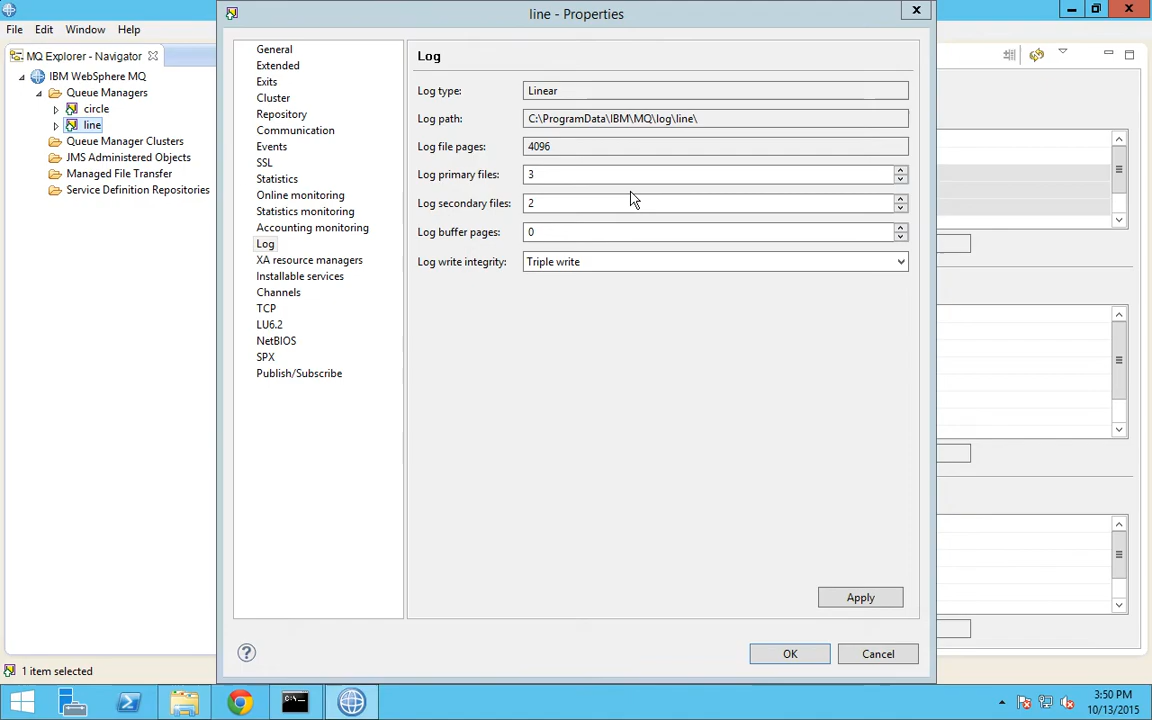 line - Properties
File Edit Window Help
MQ Explorer - Navigator
IBM WebSphere MQ
Queue Managers
circle
line
Queue Manager Clusters
JMS Administered Objects
Managed File Transfer
Service Definition Repositories
General
Extended
Exits
Cluster
Repository
Communication
Events
SSL
Statistics
Online monitoring
Statistics monitoring
Accounting monitoring
Log
XA resource managers
Installable services
Channels
TCP
LU6.2
NetBIOS
SPX
Publish/Subscribe
Log
Log type: Linear
Log path: C:\ProgramData\IBM\MQ\log\line\
Log file pages: 4096
Log primary files: 3
Log secondary files: 2
Log buffer pages: 0
Log write integrity: Triple write
Apply
OK Cancel
1 item selected
3:50 PM
10/13/2015